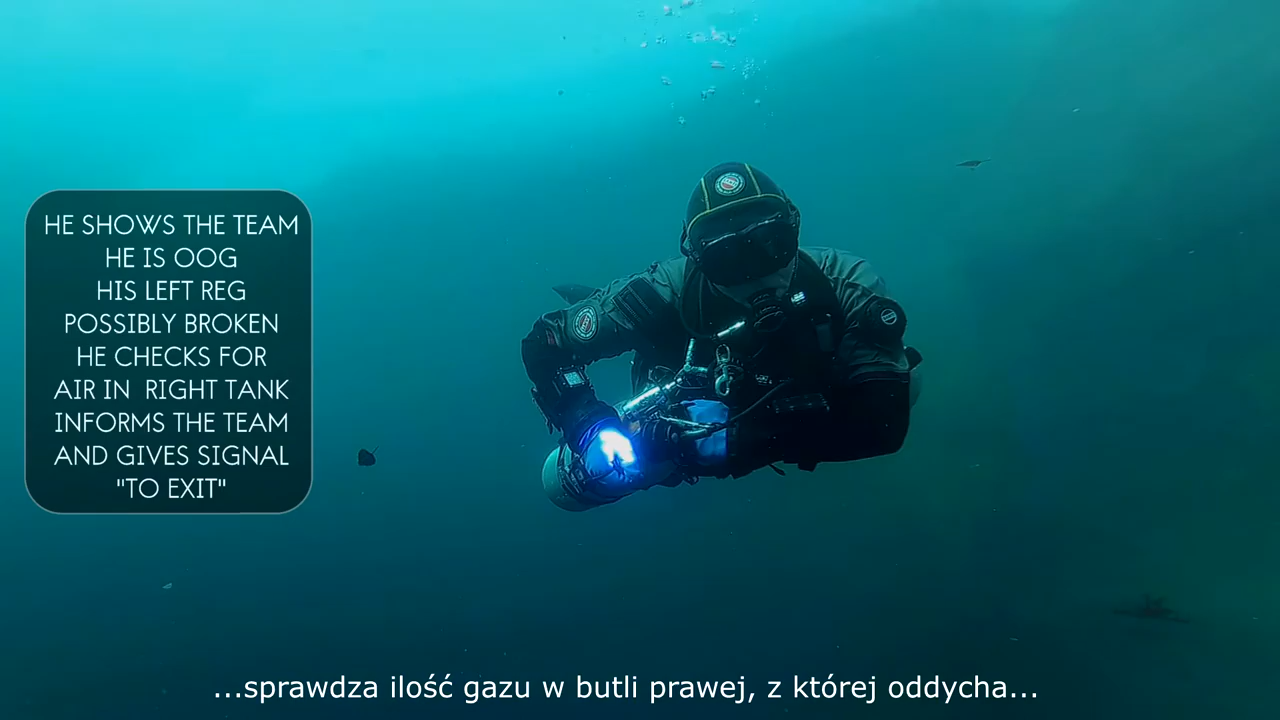 HE SHOWS THE TEAM
HE IS OOG
HIS LEFT REG
POSSIBLY BROKEN
HE CHECKS FOR
AIR IN RIGHT TANK
INFORMS THE TEAM
AND GIVES SIGNAL
"TO EXIT"
...sprawdza ilość gazu w butli prawej, z której oddycha...